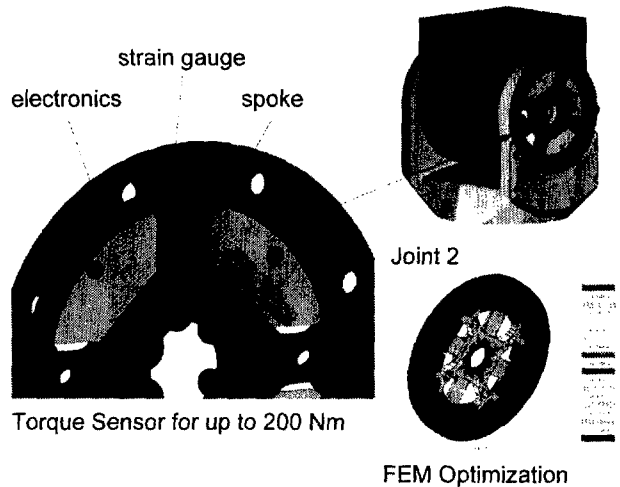 strain gauge
electronics
spoke
Joint 2
Torque Sensor for up to 200 Nm
FEM Optimization